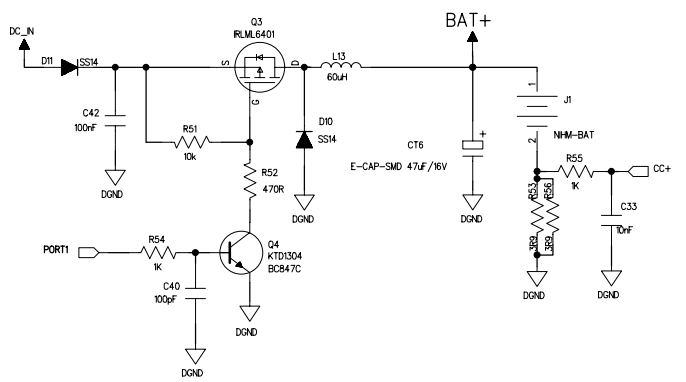 Q3
IRLML6401
BAT+
DC_IN
D11
SS14
S
D
G
L13
60uH
C42
100nF
R51
10k
D10
SS14
DGND
R52
470R
DGND
CT6
E-CAP-SMD 47uF/16V
+
DGND
1
J1
NIHM-BAT
2
R55
1K
CC+
R53
3R9
R56
3R9
C33
10nF
DGND
DGND
PORT1
R54
1K
Q4
KTD1304
BC847C
C40
100pF
DGND
DGND